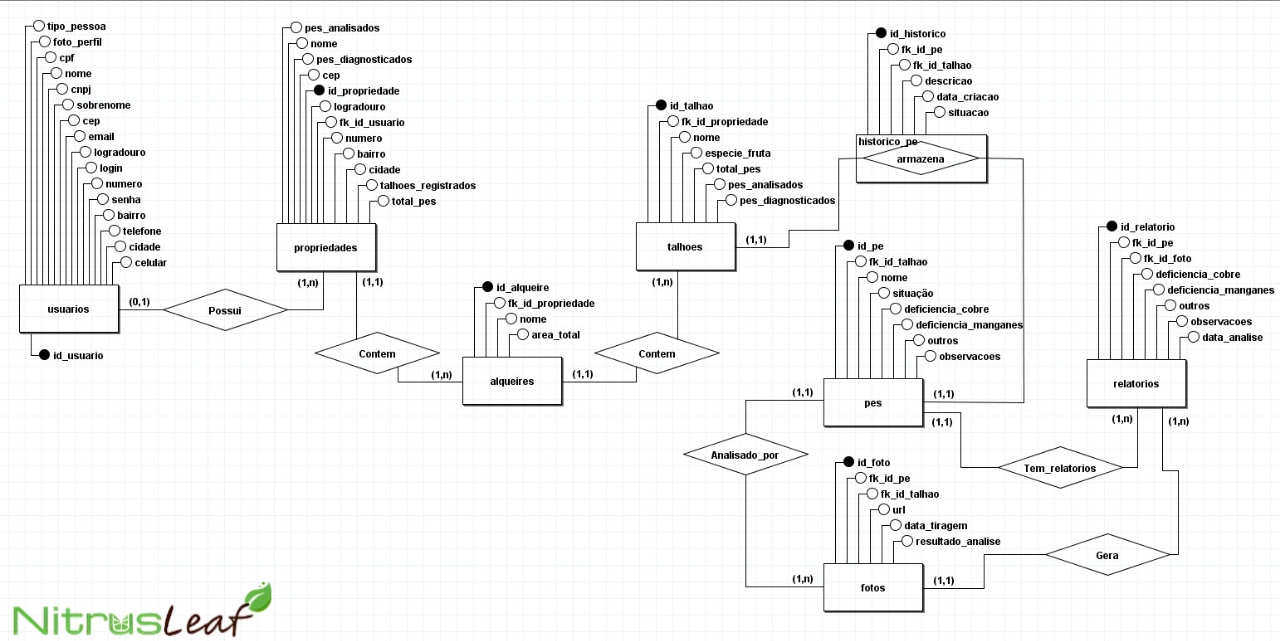 tipo_pessoa
foto_perfil
cpf
nome
cnpj
sobrenome
cep
email
logradouro
login
numero
senha
bairro
telefone
cidade
celular
usuarios
id_usuario
(0,1)
Possui
(1,n)
pes_analisados
nome
pes_diagnosticados
cep
id_propriedade
logradouro
fk_id_usuario
numero
bairro
cidade
talhoes_registrados
total_pes
propriedades
(1,1)
Contem
(1,n)
id_alqueire
fk_id_propriedade
nome
area_total
alqueires
(1,1)
Contem
(1,n)
id_talhao
fk_id_propriedade
nome
especie_fruta
total_pes
pes_analisados
pes_diagnosticados
talhoes
(1,1)
id_historico
fk_id_pe
fk_id_talhao
descricao
data_criacao
situacao
historico_pe
armazena
id_pe
fk_id_talhao
nome
situação
deficiencia_cobre
deficiencia_manganes
outros
observacoes
pes
(1,1)
(1,1)
(1,1)
Analisado_por
(1,n)
id_foto
fk_id_pe
fk_id_talhao
url
data_tiragem
resultado_analise
fotos
(1,1)
id_relatorio
fk_id_pe
fk_id_foto
deficiencia_cobre
deficiencia_manganes
outros
observacoes
data_analise
relatorios
(1,n)
(1,n)
Tem_relatorios
Gera
NitrusLeaf